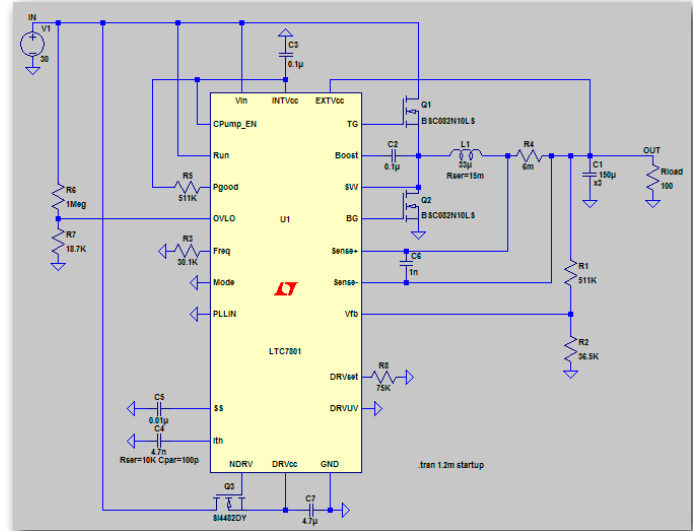 IN
V1
30
C3
0.1µ
Vin
INTVcc
EXTVcc
CPump_EN
TG
Q1
BSC082N10LS
Run
Boost
C2
0.1µ
L1
33µ
Rser=15m
R4
6m
OUT
C1
150µ
x3
Rload
100
R5
511K
Pgood
SW
R6
1Meg
OVLO
U1
BG
Q2
BSC082N10LS
R7
18.7K
R3
30.1K
Freq
Sense+
C6
1n
Mode
Sense-
R1
511K
PLLIN
Vfb
LTC7801
R2
36.5K
DRVset
R8
75K
C5
0.01µ
SS
DRVUV
C4
4.7n
Rser=10K Cpar=100p
Ith
NDRV
DRVcc
GND
.tran 1.2m startup
Q3
Si4482DY
C7
4.7µ